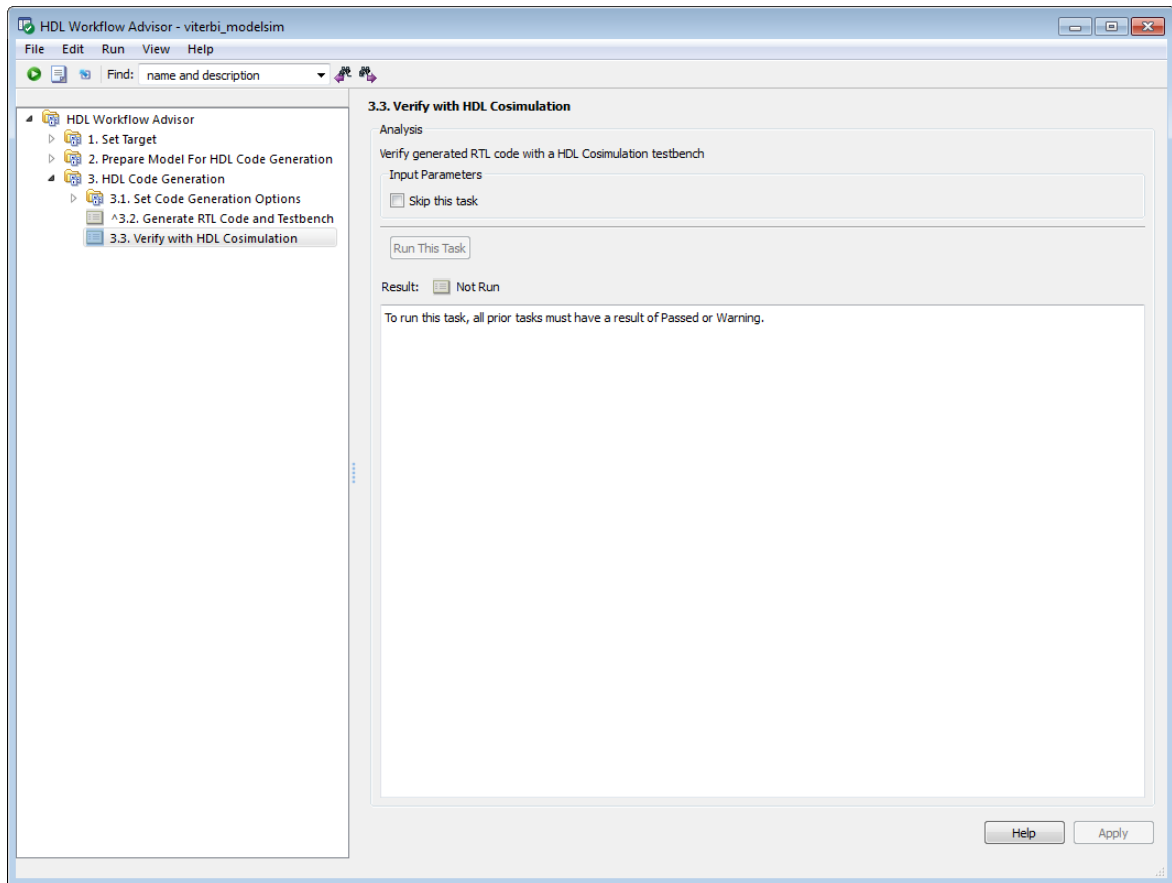 HDL Workflow Advisor - viterbi_modelsim
File Edit Run View Help
Find: name and description
HDL Workflow Advisor
1. Set Target
2. Prepare Model For HDL Code Generation
3. HDL Code Generation
3.1. Set Code Generation Options
^3.2. Generate RTL Code and Testbench
3.3. Verify with HDL Cosimulation
3.3. Verify with HDL Cosimulation
Analysis
Verify generated RTL code with a HDL Cosimulation testbench
Input Parameters
Skip this task
Run This Task
Result: Not Run
To run this task, all prior tasks must have a result of Passed or Warning.
Help Apply